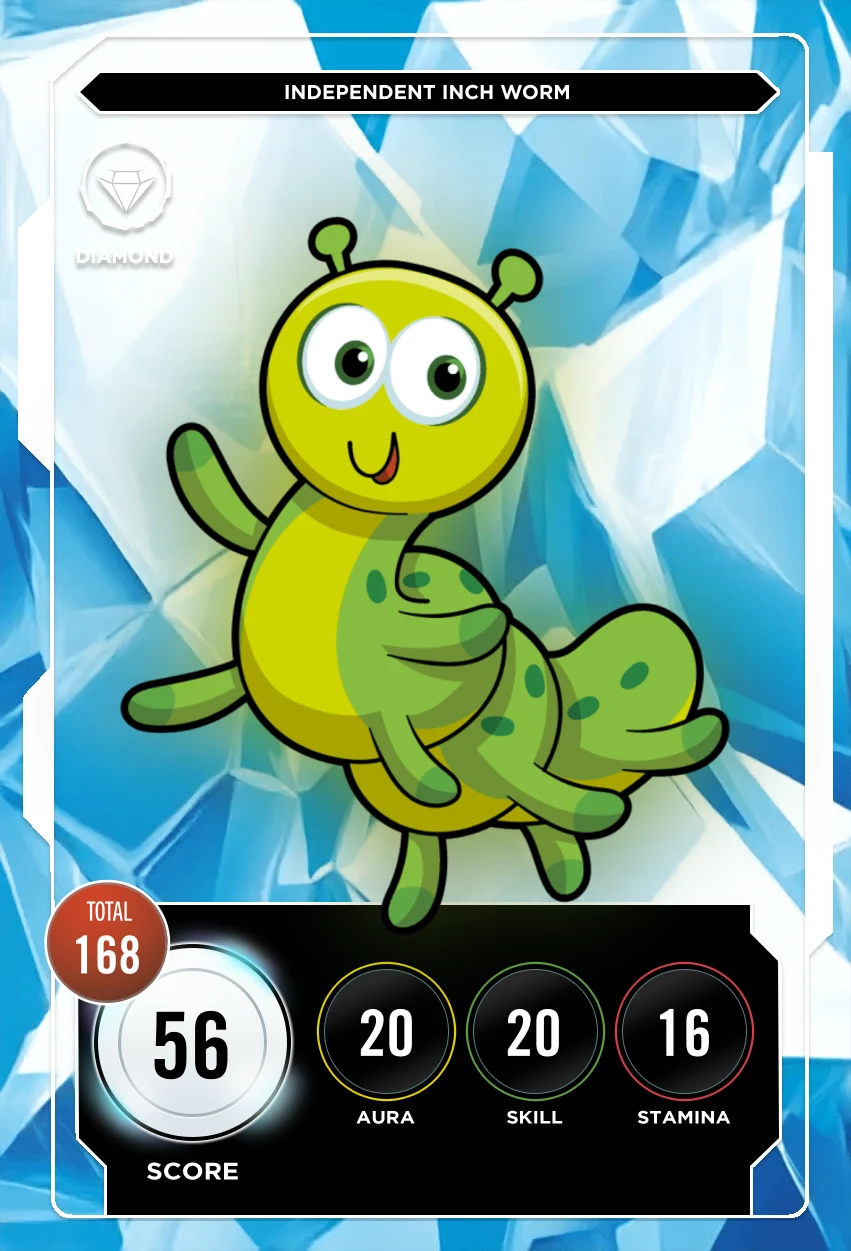 INDEPENDENT INCH WORM
DIAMOND
TOTAL
168
56
20
20
16
AURA
SKILL
STAMINA
SCORE